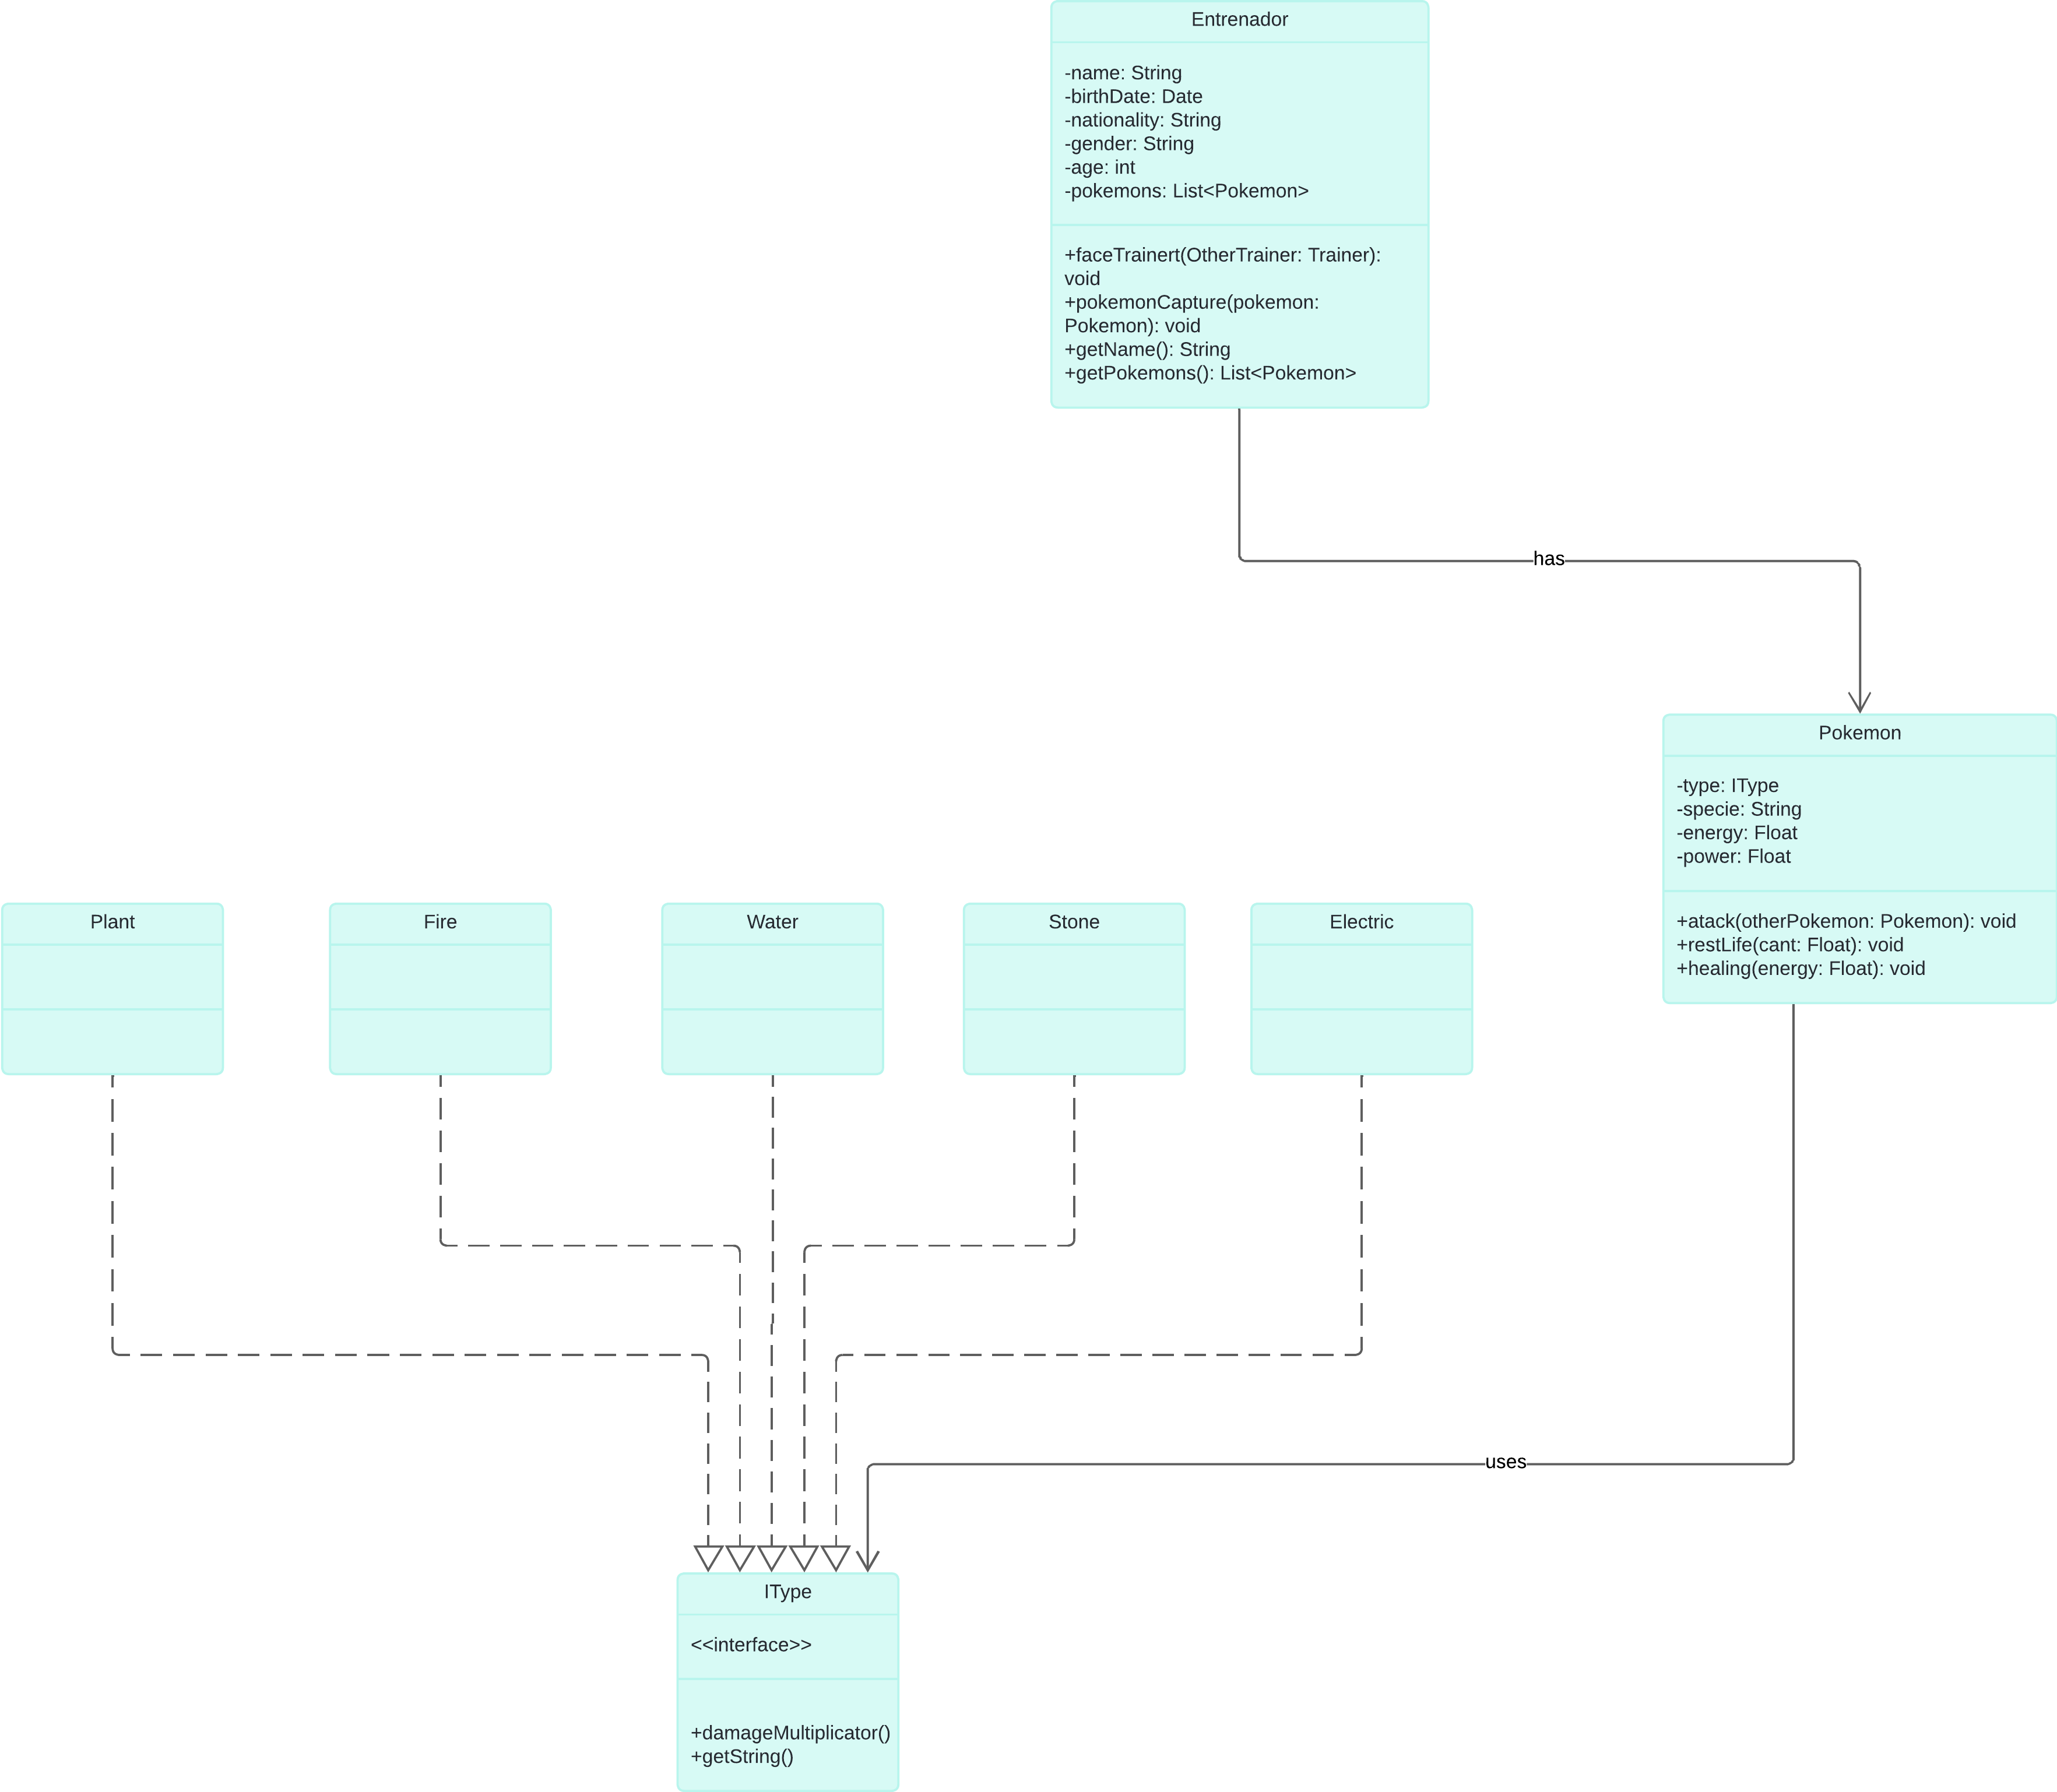 Entrenador
-name: String
-birthDate: Date
-nationality: String
-gender: String
-age: int
-pokemons: List<Pokemon>
+faceTrainert(OtherTrainer: Trainer):
void
+pokemonCapture(pokemon:
Pokemon): void
+getName(): String
+getPokemons(): List<Pokemon>
has
Pokemon
-type: IType
-specie: String
-energy: Float
-power: Float
+atack(otherPokemon: Pokemon): void
+restLife(cant: Float): void
+healing(energy: Float): void
Plant
Fire
Water
Stone
Electric
uses
IType
<<interface>>
+damageMultiplicator()
+getString()